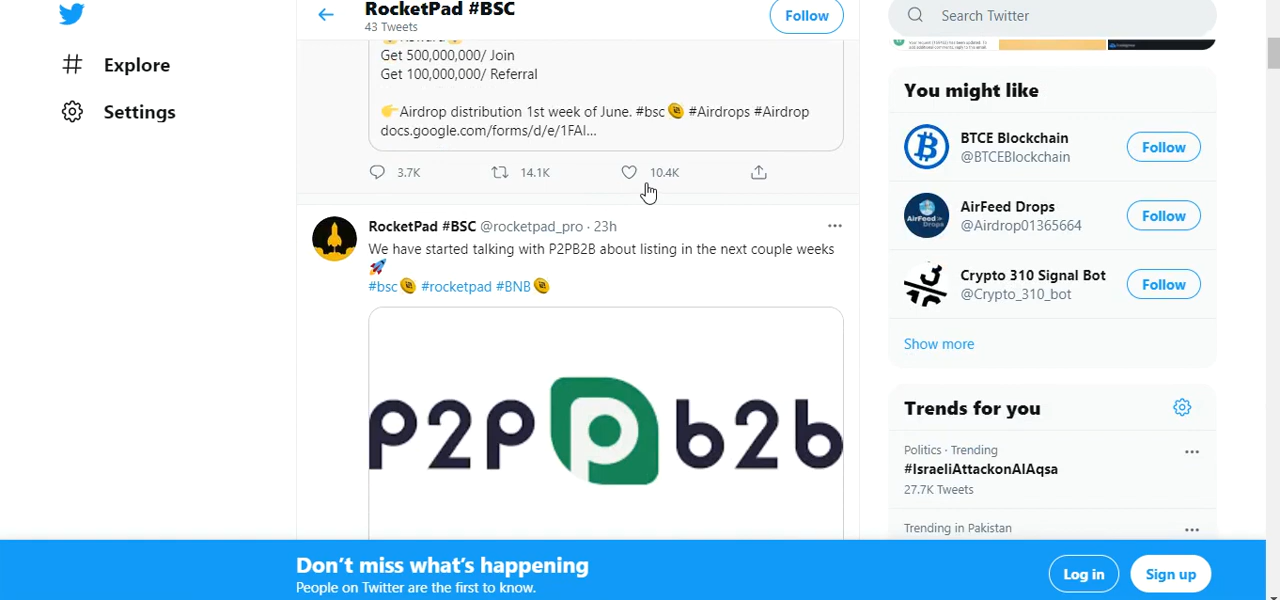 RocketPad #BSC
43 Tweets
Follow
Search Twitter
Explore
Settings
Get 500,000,000/ Join
Get 100,000,000/ Referral
👉Airdrop distribution 1st week of June. #bsc #Airdrops #Airdrop
docs.google.com/forms/d/e/1FAI...
3.7K
14.1K
10.4K
RocketPad #BSC @rocketpad_pro · 23h
We have started talking with P2PB2B about listing in the next couple weeks
🚀
#bsc #rocketpad #BNB
p2p b2b
You might like
BTCE Blockchain
@BTCEBlockchain
Follow
AirFeed Drops
AirFeed Drops
@Airdrop01365664
Follow
Crypto 310 Signal Bot
@Crypto_310_bot
Follow
Show more
Trends for you
Politics · Trending
#IsraeliAttackonAlAqsa
27.7K Tweets
Trending in Pakistan
Don't miss what's happening
People on Twitter are the first to know.
Log in
Sign up